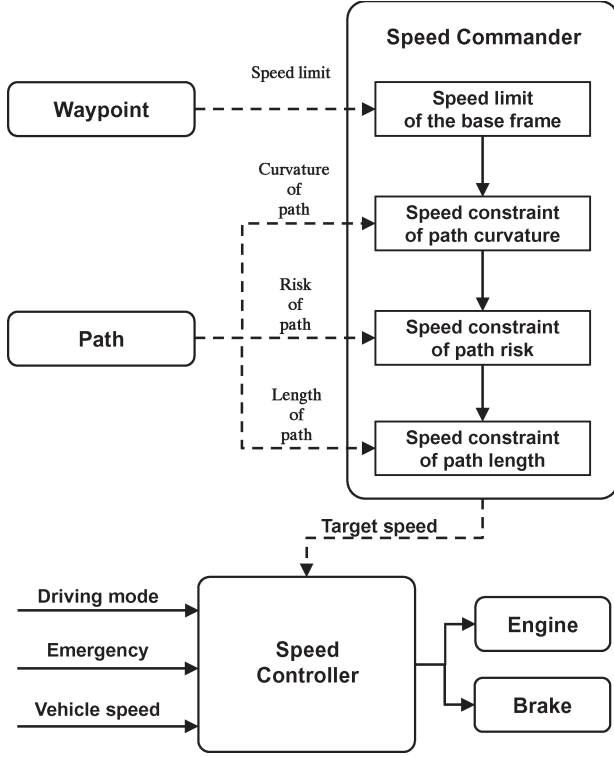 Speed Commander
Speed limit
Waypoint
Speed limit
of the base frame
Curvature
of
path
Speed constraint
of path curvature
Risk
of
path
Path
Speed constraint
of path risk
Length
of
path
Speed constraint
of path length
Target speed
Driving mode
Emergency
Vehicle speed
Speed
Controller
Engine
Brake